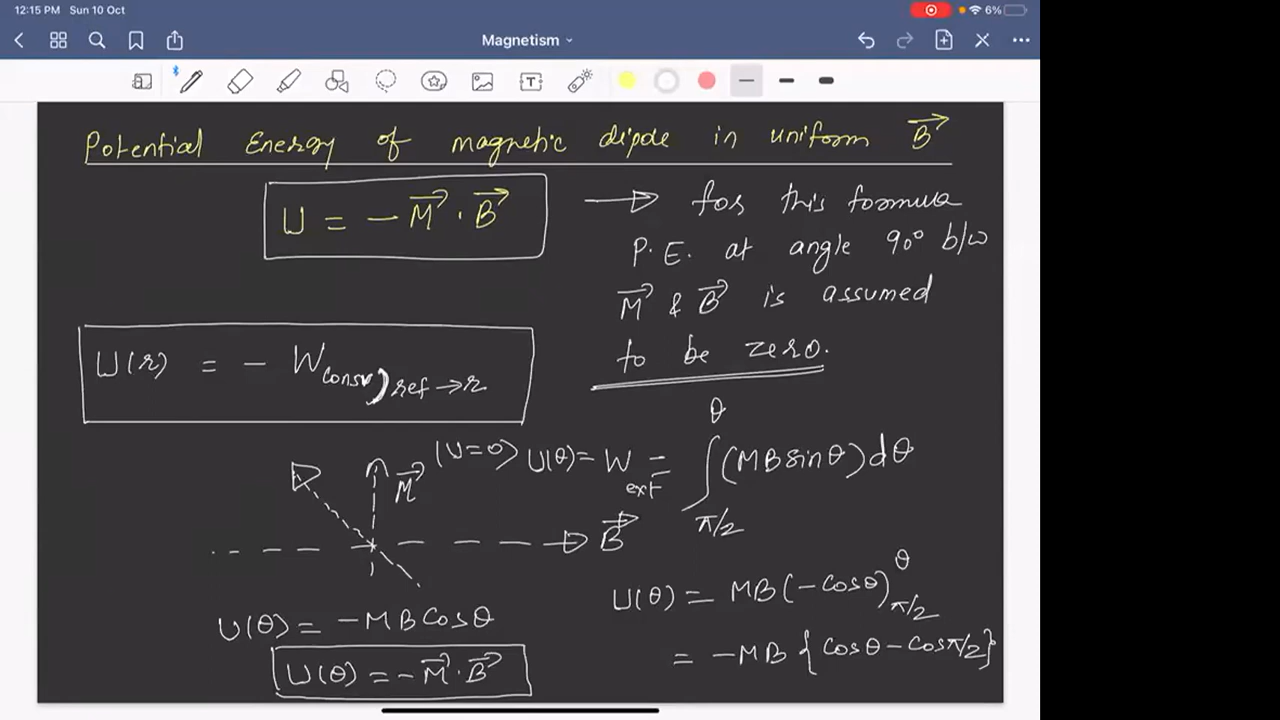 12:15 PM Sun 10 Oct
6%
Magnetism
Potential Energy of magnetic dipole in uniform B⃗
U = − M⃗ · B⃗
→ for this formula
P.E. at angle 90° b/w
M⃗ & B⃗ is assumed
to be zero.
U(r) = − Wconsv)ref→r
M⃗
(U=0)
B⃗
U(θ) = W ext = ∫π/2^θ (MB sinθ) dθ
U(θ) = MB(−cosθ)π/2^θ
= −MB {cosθ − cosπ/2}
U(θ) = −MB cosθ
U(θ) = −M⃗ · B⃗